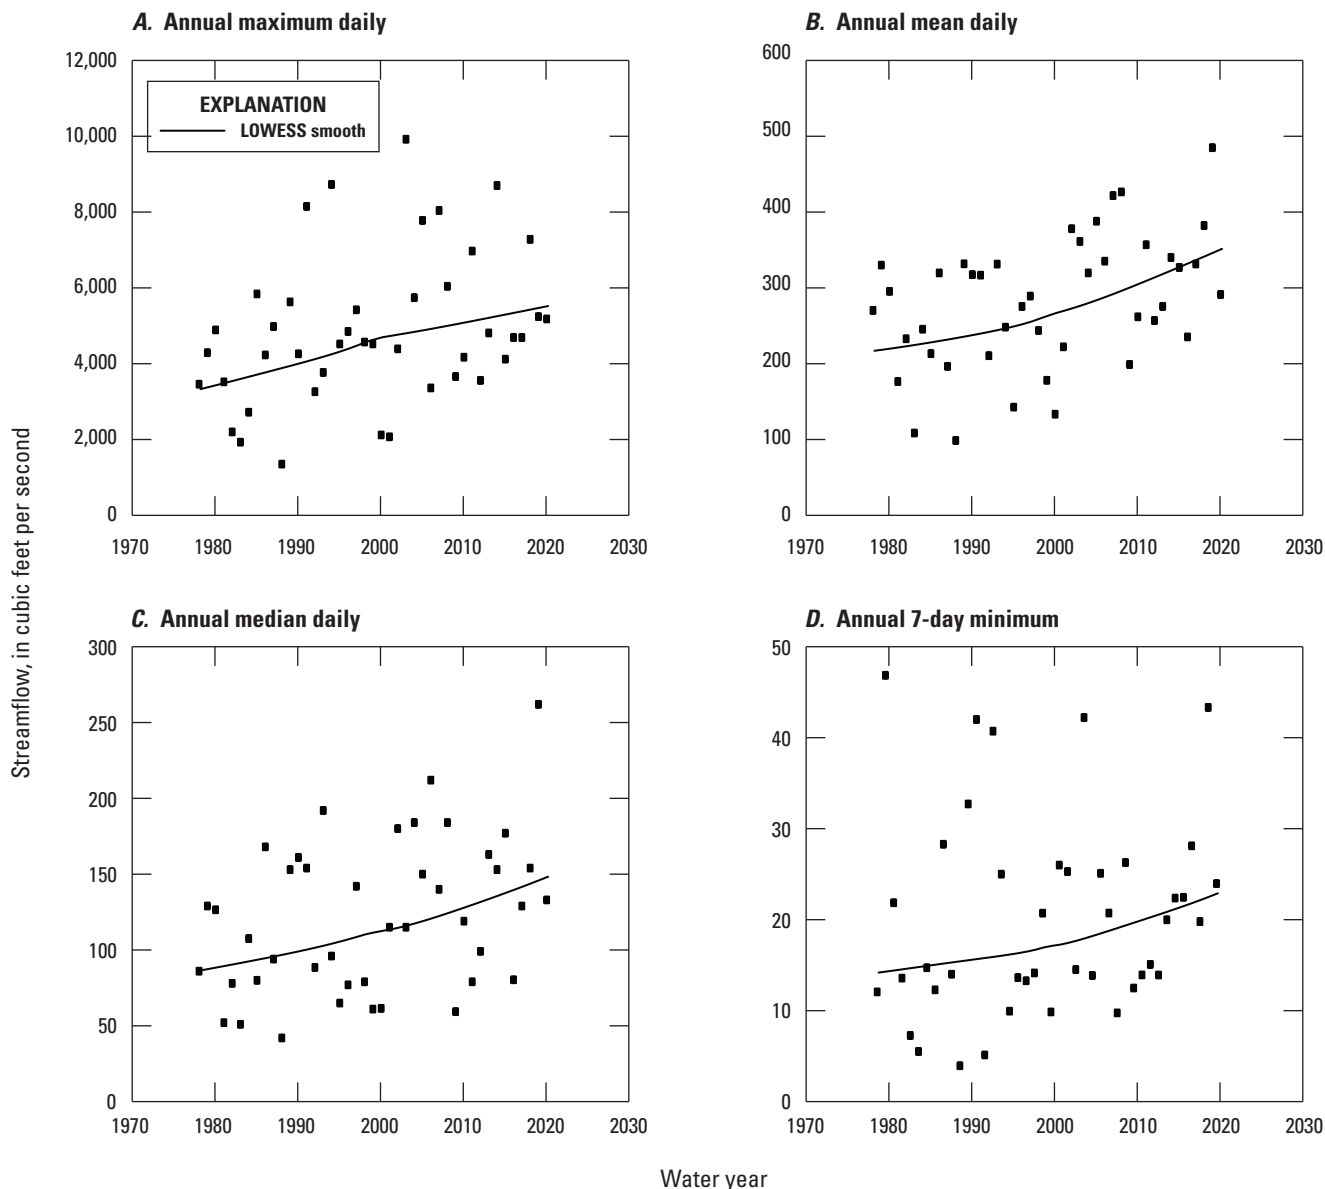 A. Annual maximum daily
12,000
10,000
8,000
6,000
4,000
2,000
0
1970 1980 1990 2000 2010 2020 2030
EXPLANATION
LOWESS smooth
B. Annual mean daily
600
500
400
300
200
100
0
1970 1980 1990 2000 2010 2020 2030
C. Annual median daily
300
250
200
150
100
50
0
1970 1980 1990 2000 2010 2020 2030
D. Annual 7-day minimum
50
40
30
20
10
0
1970 1980 1990 2000 2010 2020 2030
Streamflow, in cubic feet per second
Water year